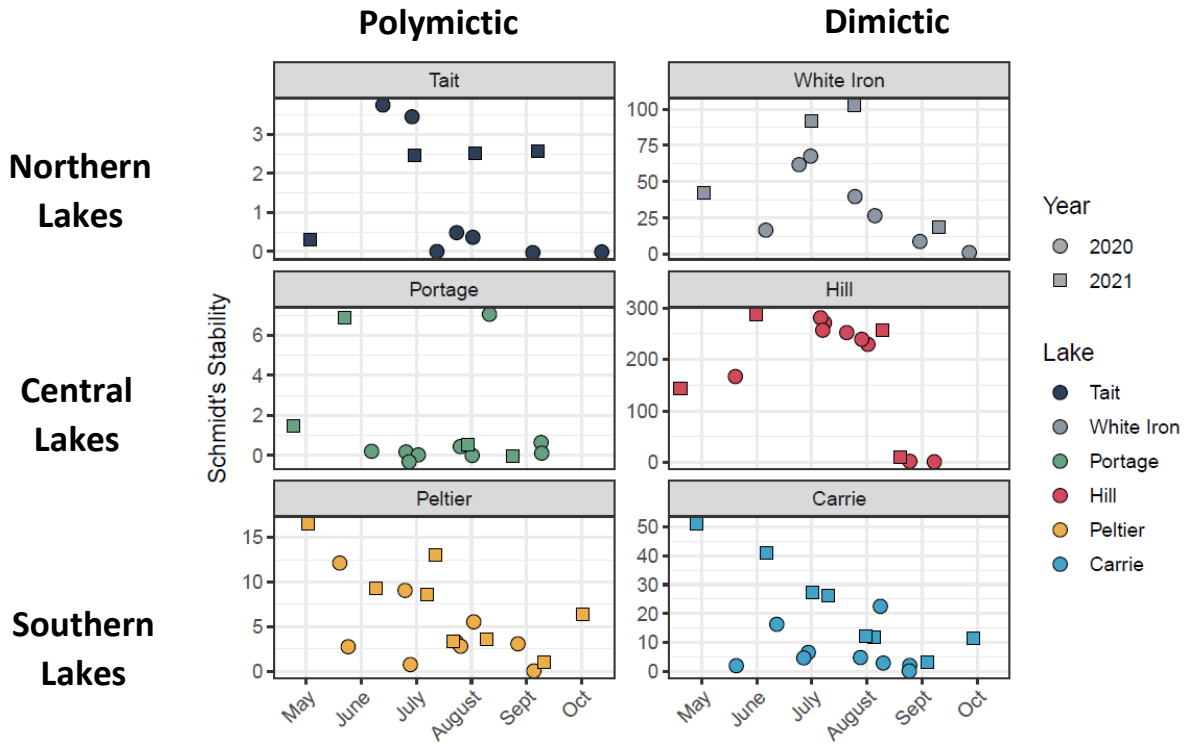 Polymictic
Dimictic
Northern
Lakes
Central
Lakes
Southern
Lakes
Schmidt's Stability
Tait
3
2
1
0
White Iron
100
75
50
25
0
Portage
6
4
2
0
Hill
300
200
100
0
Peltier
15
10
5
0
May
June
July
August
Sept
Oct
Carrie
50
40
30
20
10
0
May
June
July
August
Sept
Oct
Year
2020
2021
Lake
Tait
White Iron
Portage
Hill
Peltier
Carrie